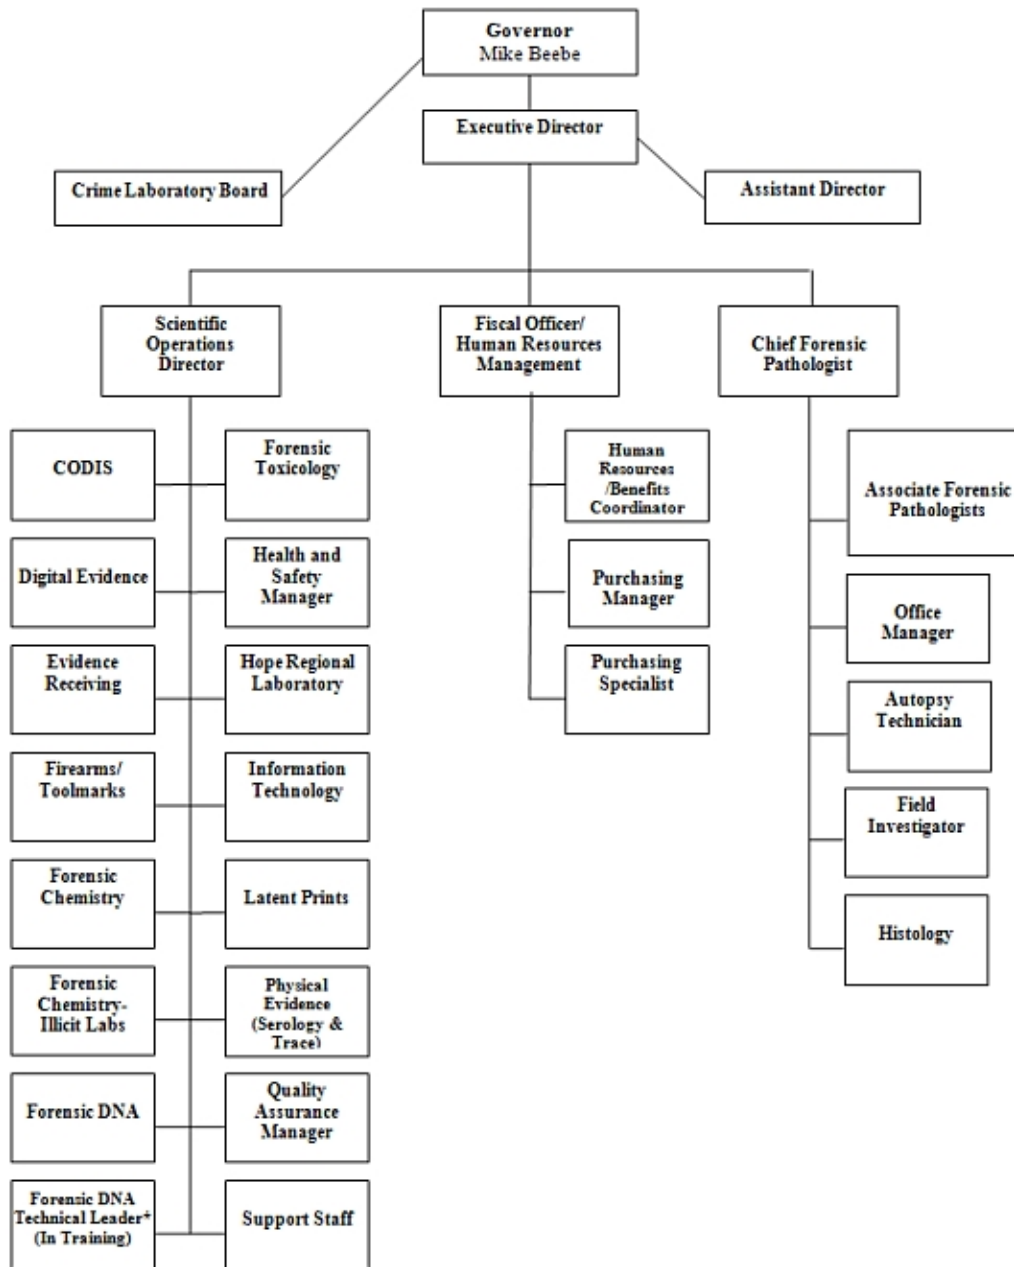 Governor
Mike Beebe
Executive Director
Crime Laboratory Board
Assistant Director
Scientific
Operations
Director
Fiscal Officer/
Human Resources
Management
Chief Forensic
Pathologist
CODIS
Forensic
Toxicology
Human
Resources
/Benefits
Coordinator
Associate Forensic
Pathologists
Digital Evidence
Health and
Safety
Manager
Purchasing
Manager
Office
Manager
Evidence
Receiving
Hope Regional
Laboratory
Purchasing
Specialist
Autopsy
Technician
Firearms/
Toolmarks
Information
Technology
Field
Investigator
Forensic
Chemistry
Latent Prints
Histology
Forensic
Chemistry-
Illicit Labs
Physical
Evidence
(Serology &
Trace)
Forensic DNA
Quality
Assurance
Manager
Forensic DNA
Technical Leader*
(In Training)
Support Staff